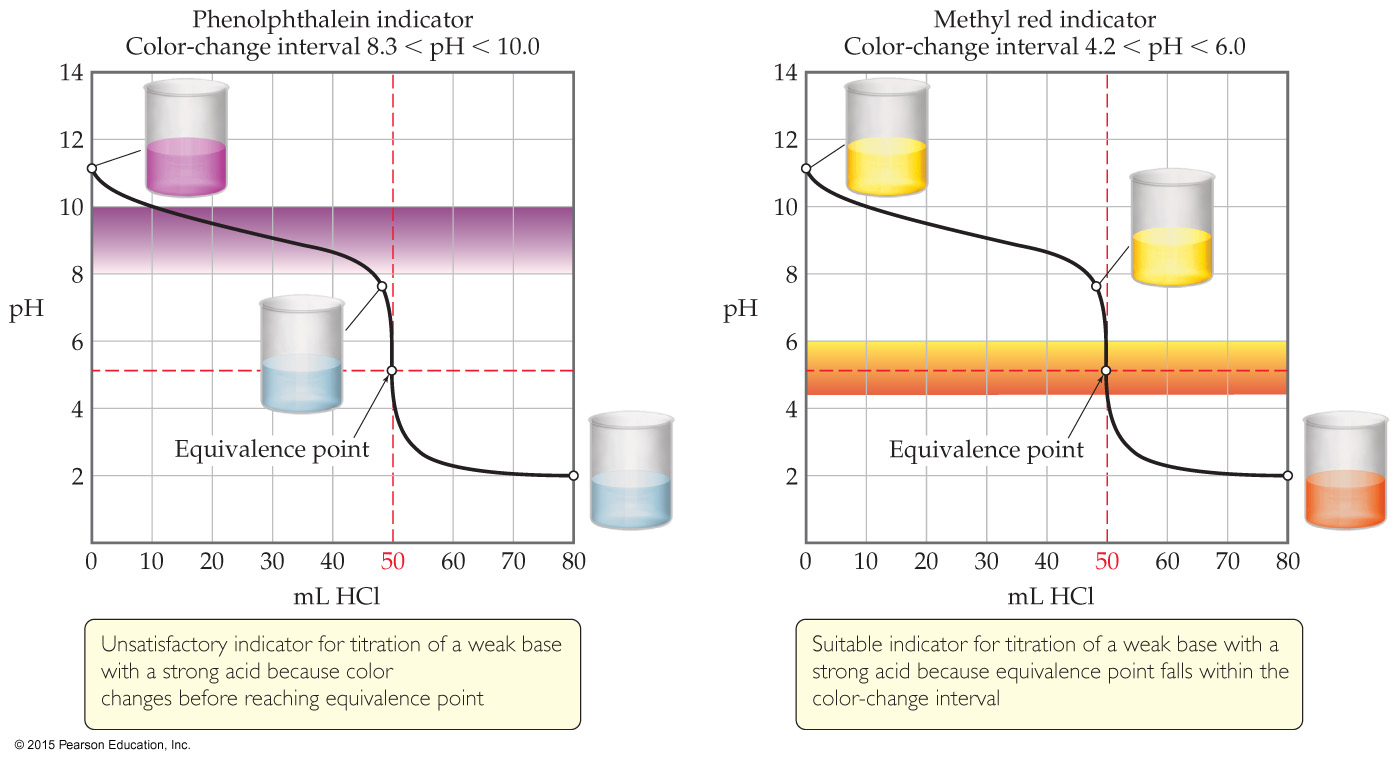 Phenolphthalein indicator
Color-change interval 8.3 < pH < 10.0
14
12
10
8
6
4
2
pH
Equivalence point
0 10 20 30 40 50 60 70 80
mL HCl
Unsatisfactory indicator for titration of a weak base
with a strong acid because color
changes before reaching equivalence point
Methyl red indicator
Color-change interval 4.2 < pH < 6.0
14
12
10
8
6
4
2
pH
Equivalence point
0 10 20 30 40 50 60 70 80
mL HCl
Suitable indicator for titration of a weak base with a
strong acid because equivalence point falls within the
color-change interval
© 2015 Pearson Education, Inc.